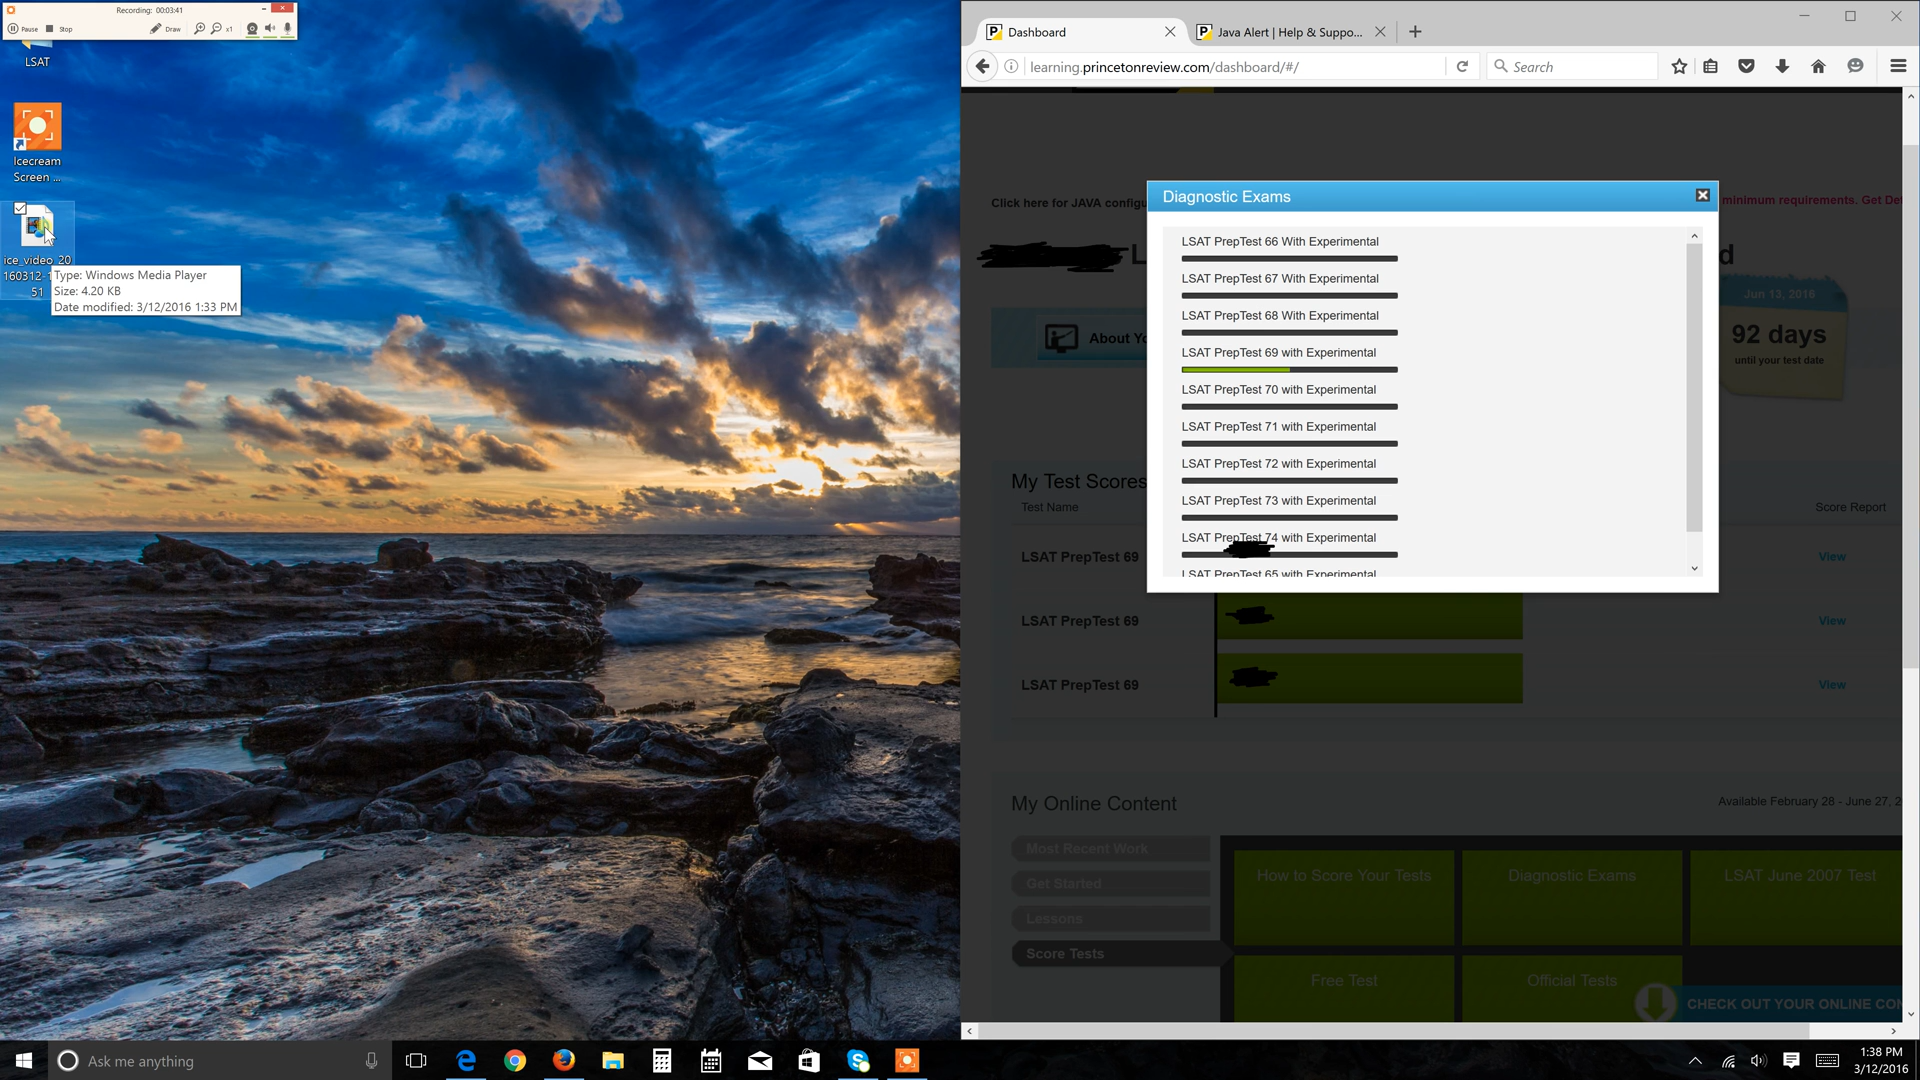 Recording: 00:03:41
Pause
Stop
Draw
x1
LSAT
Icecream
Screen ...
ice_video_20
160312-1
51
Type: Windows Media Player
Size: 4.20 KB
Date modified: 3/12/2016 1:33 PM
Dashboard
Java Alert | Help & Suppo...
learning.princetonreview.com/dashboard/#/
Search
Click here for JAVA configu
minimum requirements. Get De
L
d
Diagnostic Exams
LSAT PrepTest 66 With Experimental
LSAT PrepTest 67 With Experimental
LSAT PrepTest 68 With Experimental
LSAT PrepTest 69 with Experimental
LSAT PrepTest 70 with Experimental
LSAT PrepTest 71 with Experimental
LSAT PrepTest 72 with Experimental
LSAT PrepTest 73 with Experimental
LSAT PrepTest 74 with Experimental
LSAT PrepTest 65 with Experimental
About Yo
Jun 13, 2016
92 days
until your test date
My Test Scores
Test Name
Score Report
LSAT PrepTest 69
View
LSAT PrepTest 69
View
LSAT PrepTest 69
View
My Online Content
Available February 28 - June 27, 2
Most Recent Work
Get Started
Lessons
Score Tests
How to Score Your Tests
Diagnostic Exams
LSAT June 2007 Test
Free Test
Official Tests
CHECK OUT YOUR ONLINE CON
Ask me anything
1:38 PM
3/12/2016